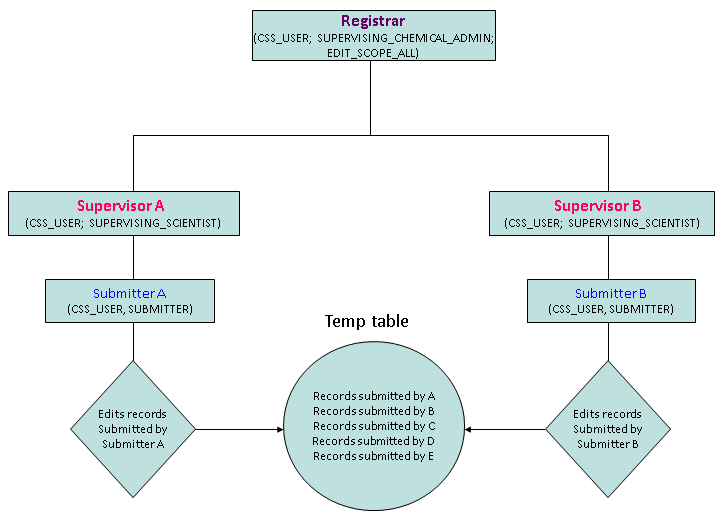 Registrar
(CSS_USER; SUPERVISING_CHEMICAL_ADMIN;
EDIT_SCOPE_ALL)
Supervisor A
(CSS_USER; SUPERVISING_SCIENTIST)
Supervisor B
(CSS_USER; SUPERVISING_SCIENTIST)
Submitter A
(CSS_USER, SUBMITTER)
Submitter B
(CSS_USER, SUBMITTER)
Temp table
Edits records
Submitted by
Submitter A
Records submitted by A
Records submitted by B
Records submitted by C
Records submitted by D
Records submitted by E
Edits records
Submitted by
Submitter B